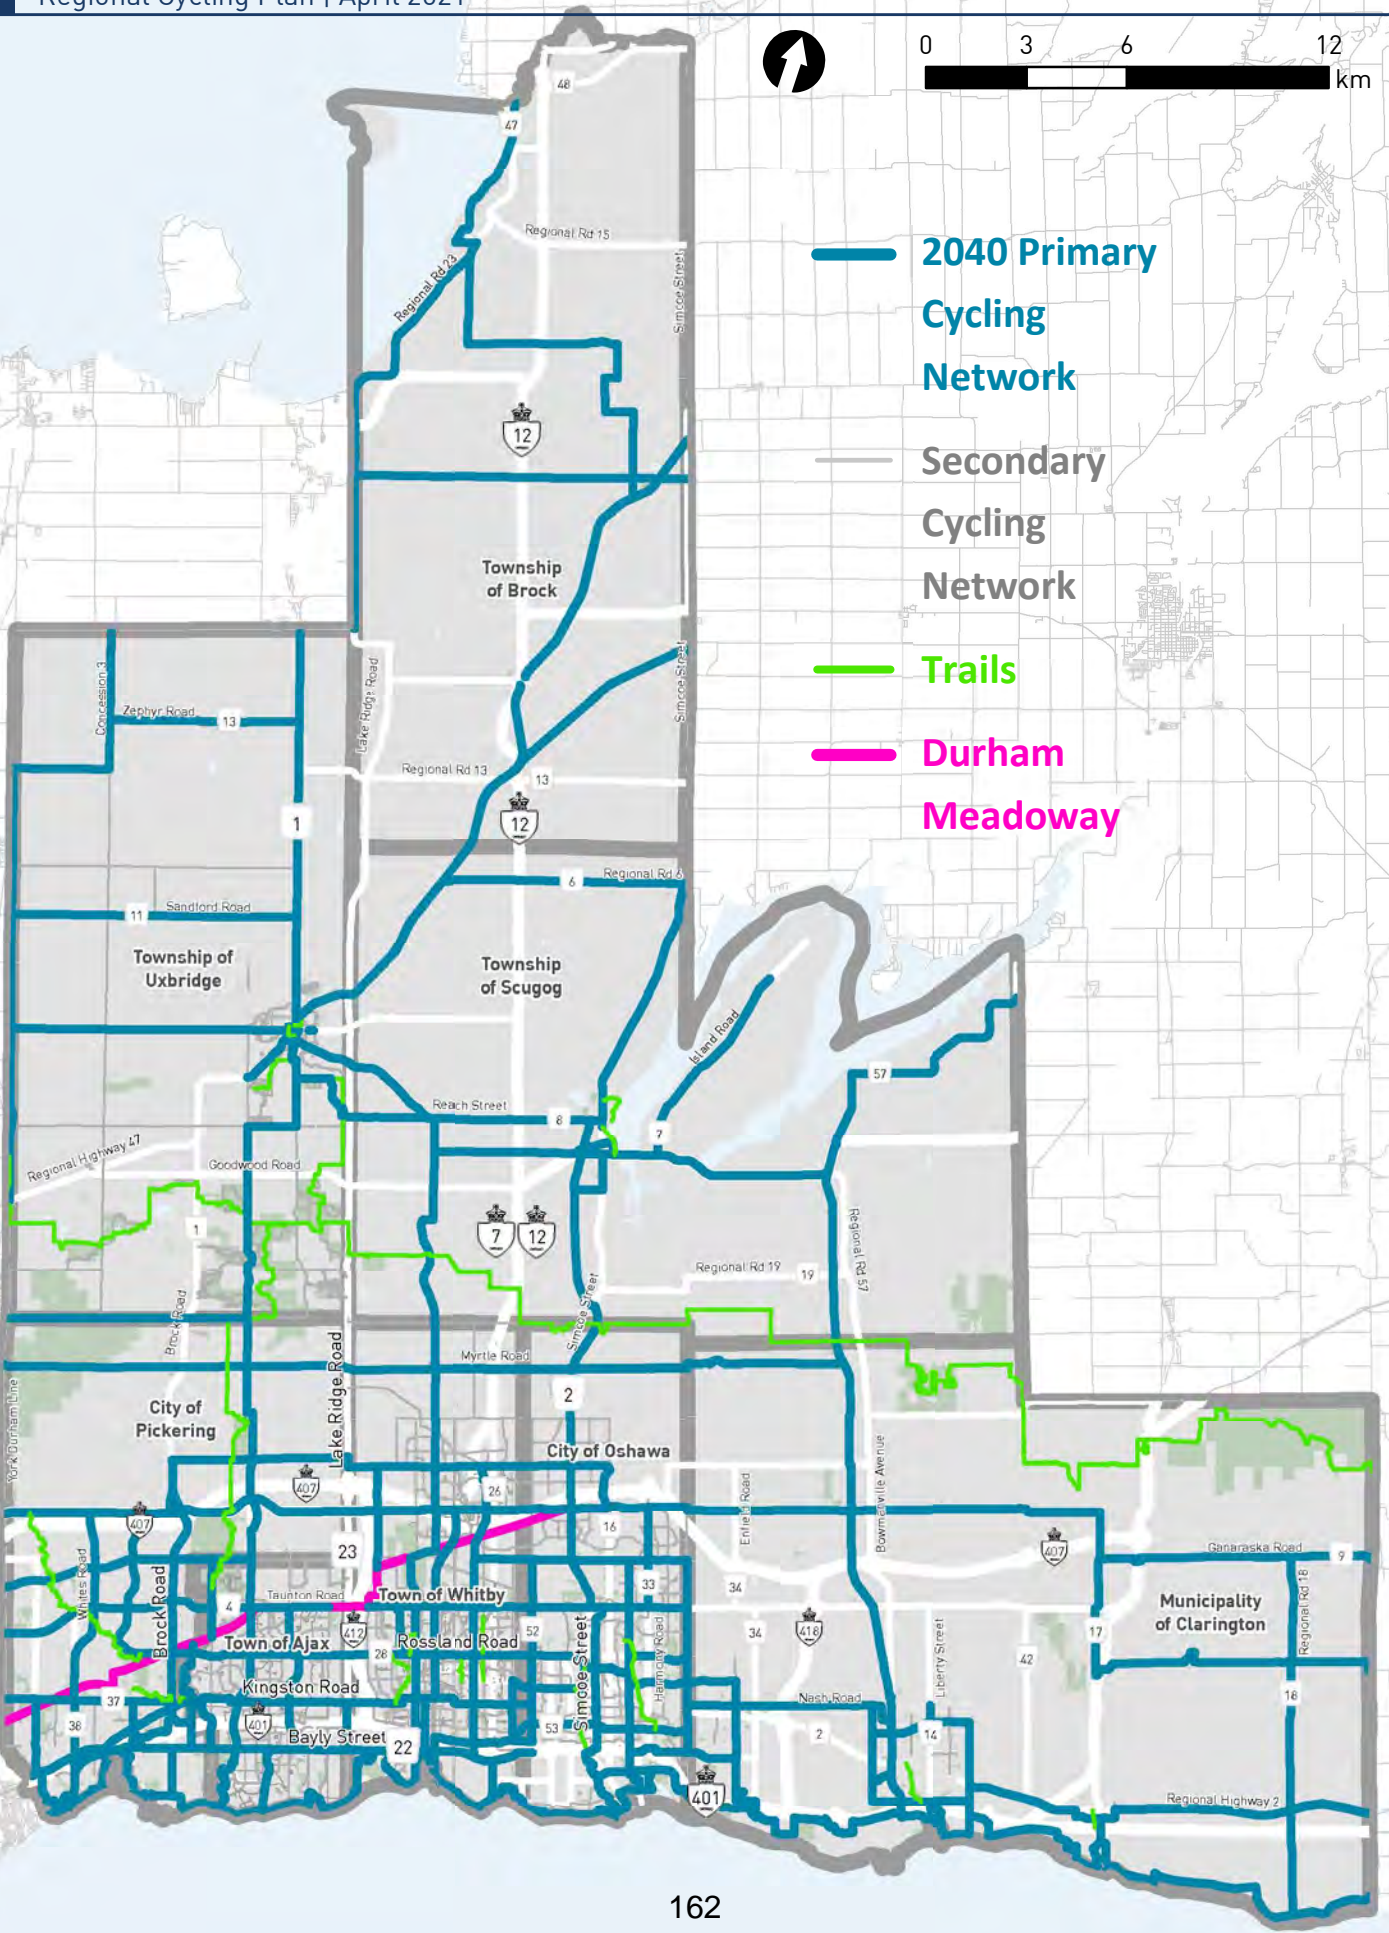 Regional Cycling Plan | April 2021
0 3 6 12
km
48
47
Regional Rd 15
Regional Rd 23
Simcoe Street
2040 Primary
Cycling
Network
Secondary
Cycling
Network
Trails
Durham
Meadoway
12
Township
of Brock
Concession 3
Zephyr Road
13
Lake Ridge Road
Simcoe Street
Regional Rd 13
13
1
12
6
Regional Rd 6
11
Sandford Road
Township of
Uxbridge
Township
of Scugog
Island Road
57
Reach Street
8
7
Regional Highway 47
Goodwood Road
1
7
12
Regional Rd 57
Regional Rd 19
19
Brock Road
Simcoe Street
Myrtle Road
York Durham Line
Lake Ridge Road
2
City of
Pickering
City of Oshawa
Bowmanville Avenue
Enfield Road
407
26
407
16
407
Ganaraska Road
9
Whites Road
Brock Road
23
Taunton Road
4
Town of Whitby
33
34
Municipality
of Clarington
Regional Rd 18
Town of Ajax
412
28
Rossland Road
52
Simcoe Street
Harmony Road
34
418
Liberty Street
42
17
Kingston Road
37
38
401
Bayly Street
22
53
Nash Road
2
14
18
401
Regional Highway 2
162